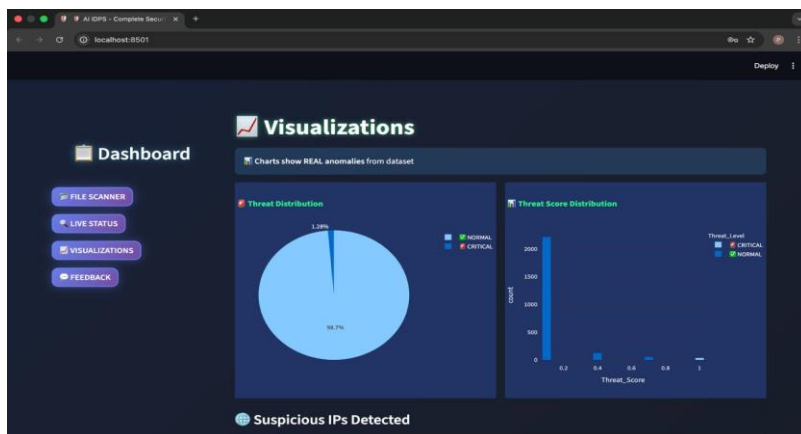 AI IDPS - Complete Securi
localhost:8501
Deploy
📋 Dashboard
FILE SCANNER
LIVE STATUS
VISUALIZATIONS
FEEDBACK
📈 Visualizations
📊 Charts show REAL anomalies from dataset
🚨 Threat Distribution
1.28%
98.7%
✅ NORMAL
🚨 CRITICAL
📊 Threat Score Distribution
Threat_Level
🚨 CRITICAL
✅ NORMAL
2000
1500
1000
500
0
count
0.2 0.4 0.6 0.8 1
Threat_Score
🌐 Suspicious IPs Detected